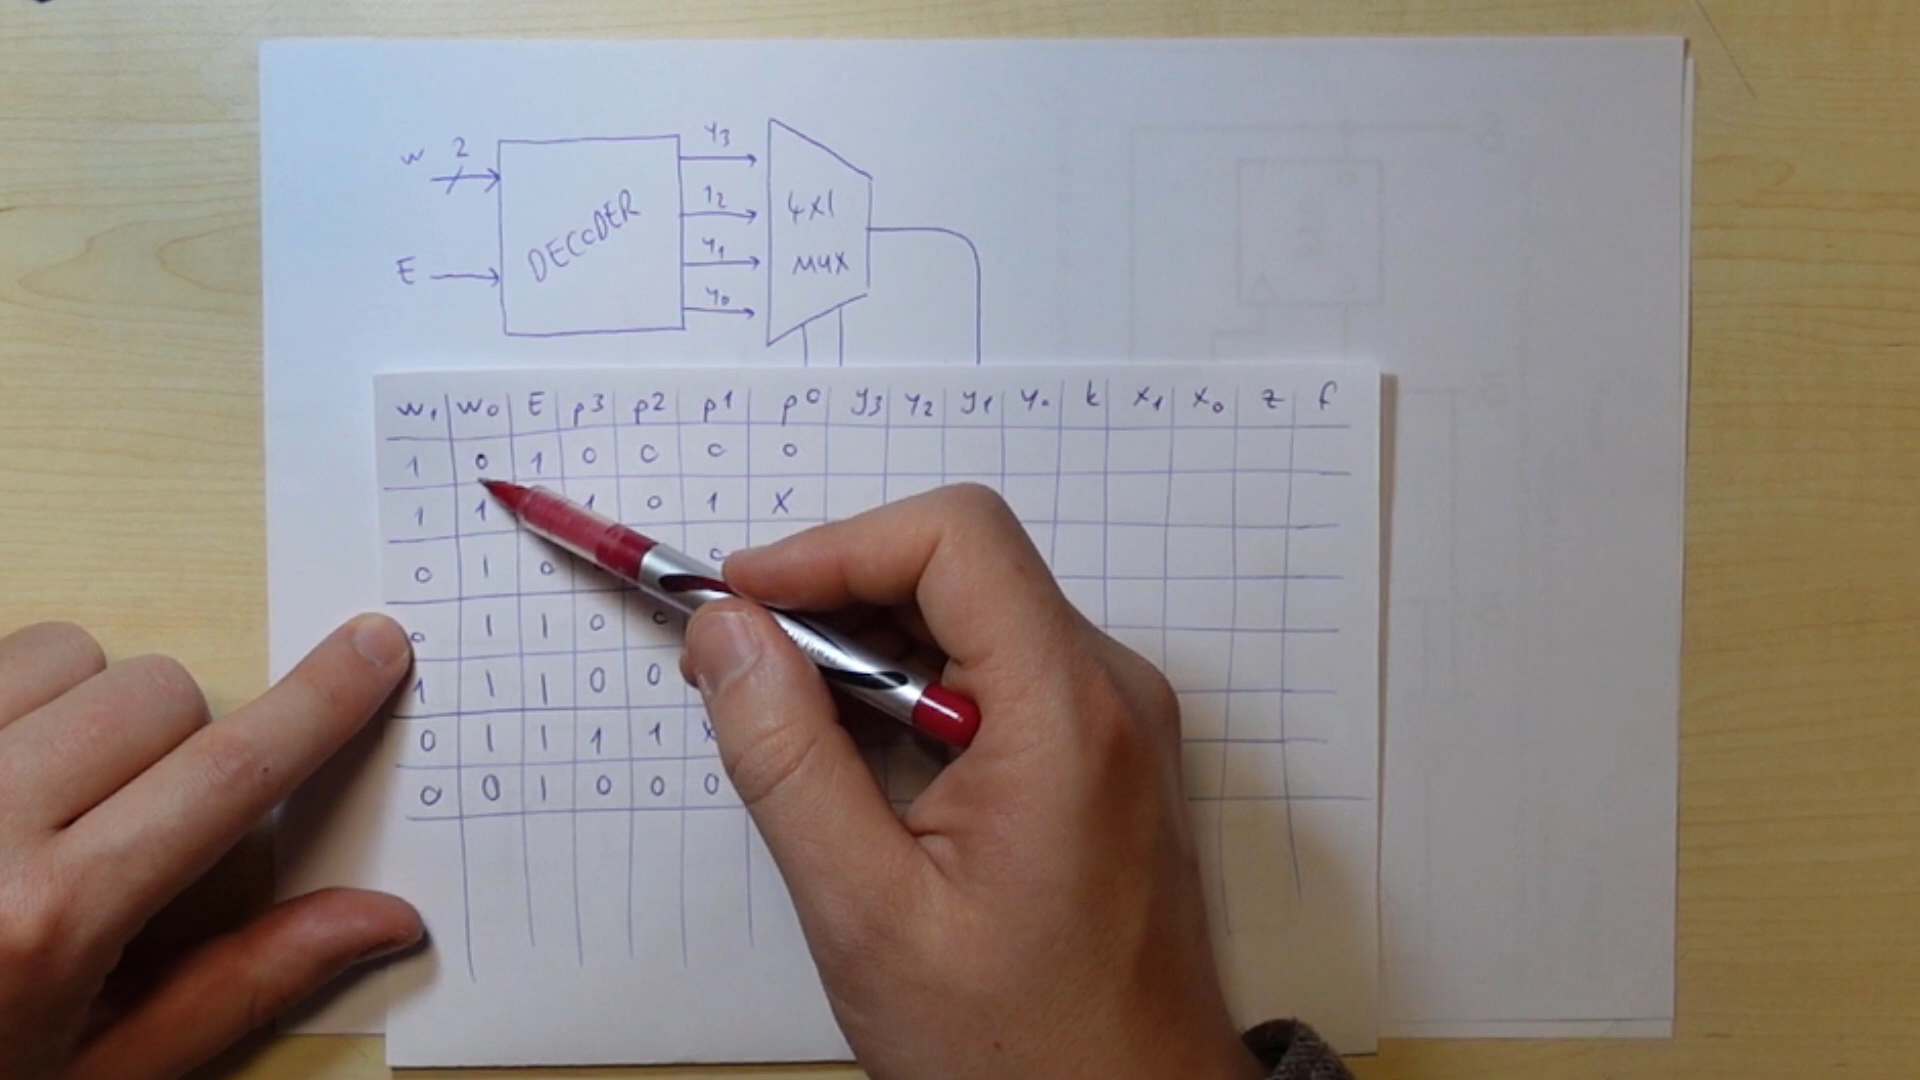 w 2
E
DECODER
y3
y2
y1
y0
4x1
MUX
w1 w0 E p3 p2 p1 p0 y3 y2 y1 y0 k x1 x0 z f
1 0 1 0 0 0 0
1 1 1 0 1 X
0 1 0 0
0 1 1 0 0
1 1 1 0 0
0 1 1 1 1 X
0 0 1 0 0 0